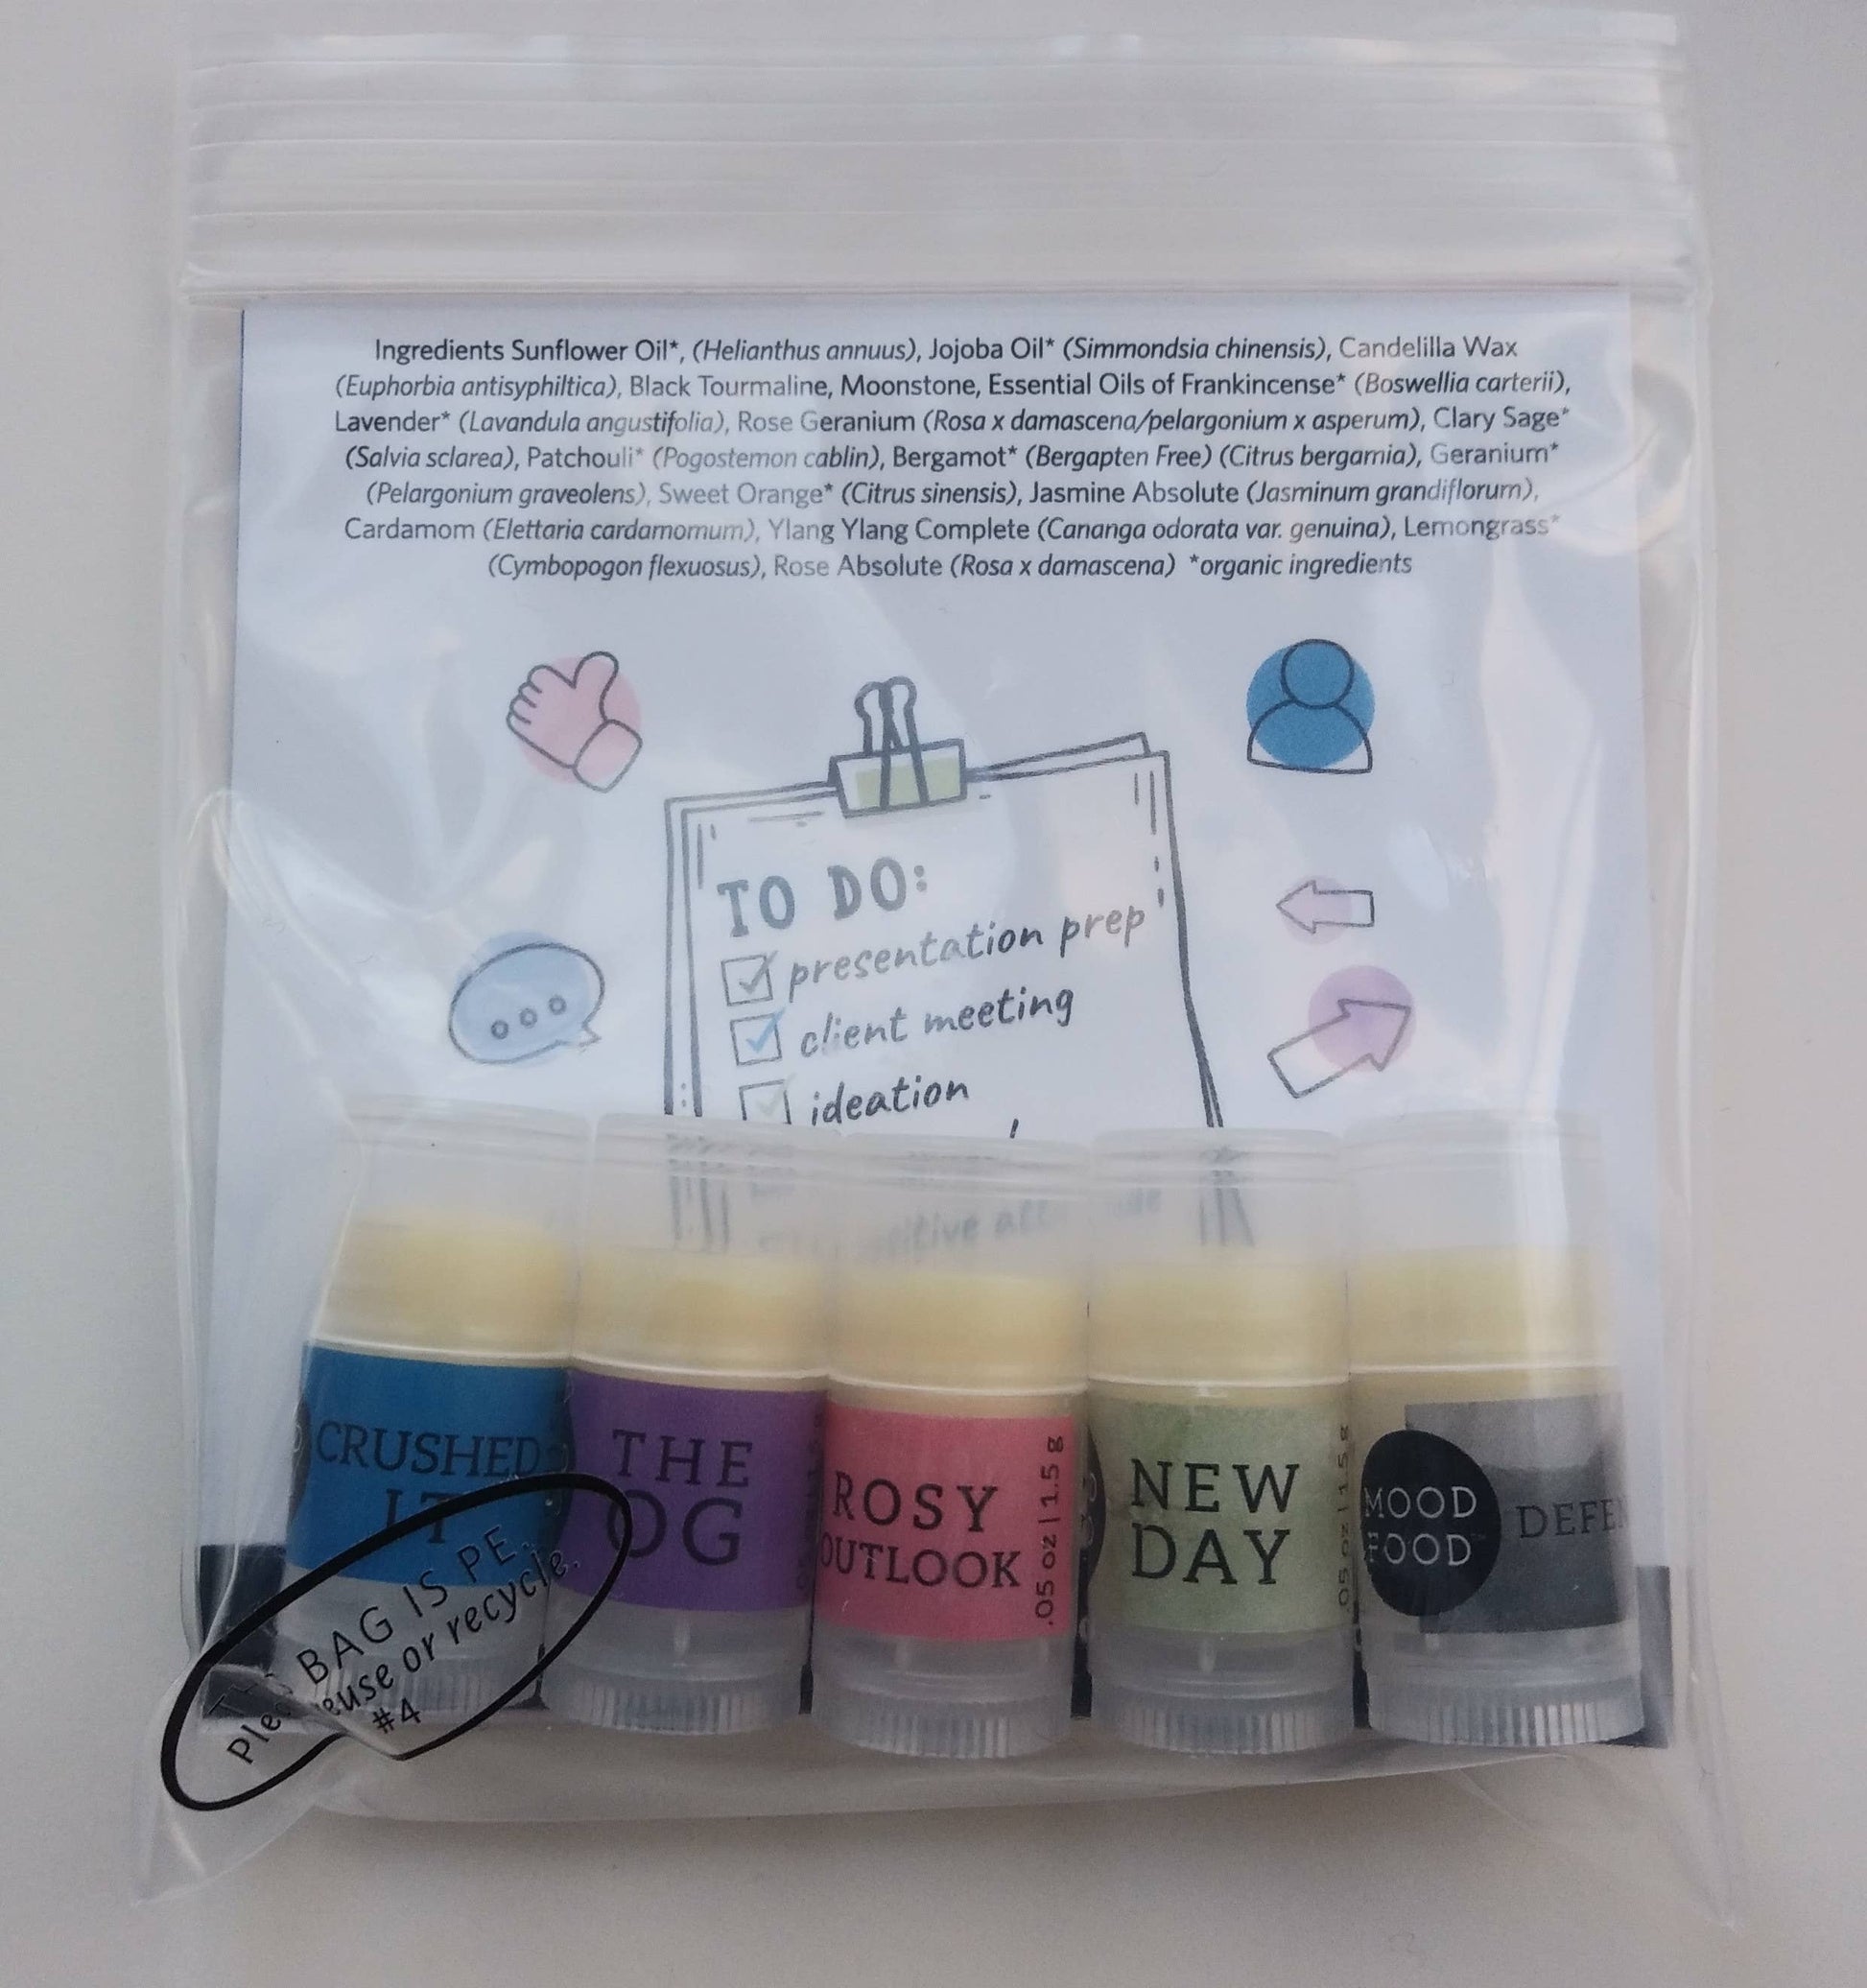 Ingredients Sunflower Oil*, (Helianthus annuus), Jojoba Oil* (Simmondsia chinensis), Candelilla Wax
(Euphorbia antisyphiltica), Black Tourmaline, Moonstone, Essential Oils of Frankincense* (Boswellia carterii),
Lavender* (Lavandula angustifolia), Rose Geranium (Rosa x damascena/pelargonium x asperum), Clary Sage*
(Salvia sclarea), Patchouli* (Pogostemon cablin), Bergamot* (Bergapten Free) (Citrus bergamia), Geranium*
(Pelargonium graveolens), Sweet Orange* (Citrus sinensis), Jasmine Absolute (Jasminum grandiflorum),
Cardamom (Elettaria cardamomum), Ylang Ylang Complete (Cananga odorata var. genuina), Lemongrass*
(Cymbopogon flexuosus), Rose Absolute (Rosa x damascena) *organic ingredients
TO DO:
presentation prep
client meeting
ideation
CRUSHED
IT
THE
OG
ROSY
OUTLOOK
.05 oz | 1.5 g
NEW
DAY
.05 oz | 1.5 g
MOOD
FOOD
DEFE
BAG IS PE
euse or recycle.
#4